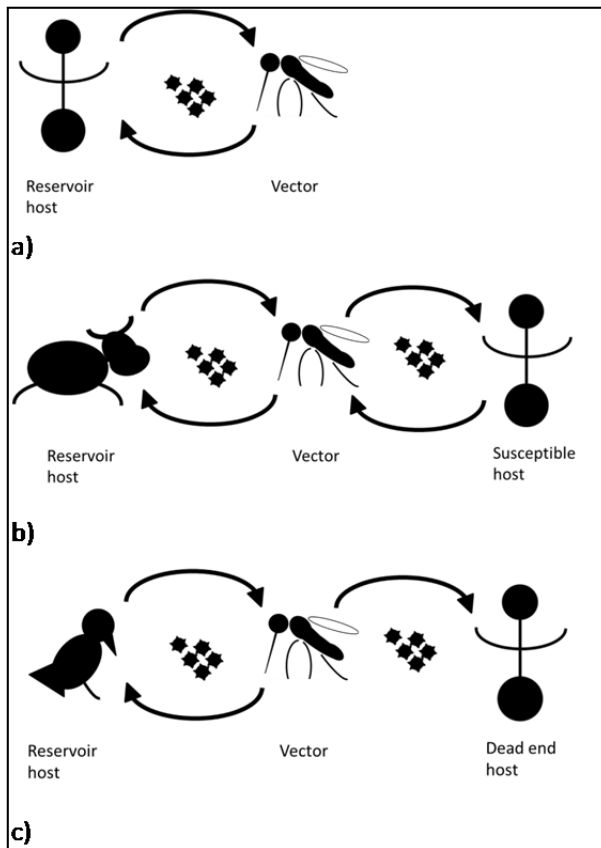 Reservoir
host
Vector
a)
Reservoir
host
Vector
Susceptible
host
b)
Reservoir
host
Vector
Dead end
host
c)